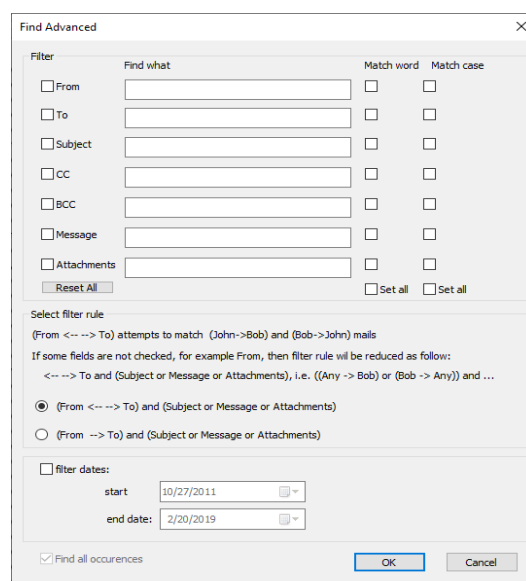 Find Advanced
Filter
Find what Match word Match case
From
To
Subject
CC
BCC
Message
Attachments
Reset All Set all Set all
Select filter rule
(From <-- --> To) attempts to match (John->Bob) and (Bob->John) mails
If some fields are not checked, for example From, then filter rule wil be reduced as follow:
<-- --> To and (Subject or Message or Attachments), i.e. ((Any -> Bob) or (Bob -> Any)) and ...
(From <-- --> To) and (Subject or Message or Attachments)
(From --> To) and (Subject or Message or Attachments)
filter dates:
start 10/27/2011
end date: 2/20/2019
Find all occurences OK Cancel